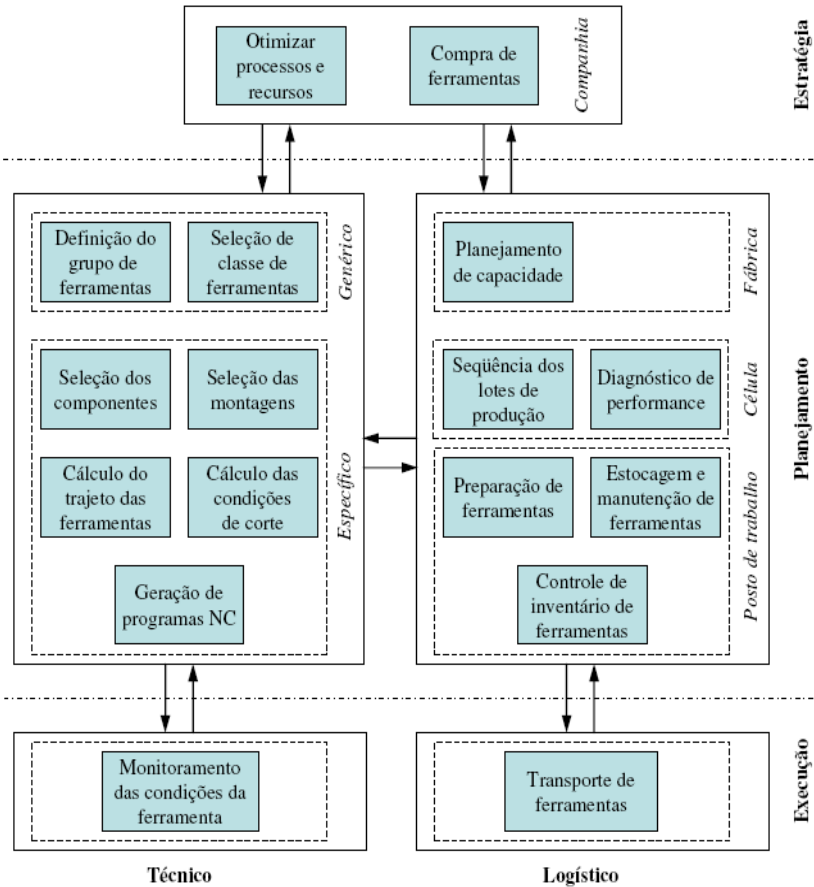 Otimizar
processos e
recursos
Compra de
ferramentas
Companhia
Estratégia
Definição do
grupo de
ferramentas
Seleção de
classe de
ferramentas
Genérico
Seleção dos
componentes
Seleção das
montagens
Cálculo do
trajeto das
ferramentas
Cálculo das
condições
de corte
Geração de
programas NC
Específico
Planejamento
de capacidade
Fábrica
Seqüência dos
lotes de
produção
Diagnóstico de
performance
Célula
Preparação de
ferramentas
Estocagem e
manutenção de
ferramentas
Controle de
inventário de
ferramentas
Posto de trabalho
Planejamento
Monitoramento
das condições da
ferramenta
Transporte de
ferramentas
Execução
Técnico
Logístico